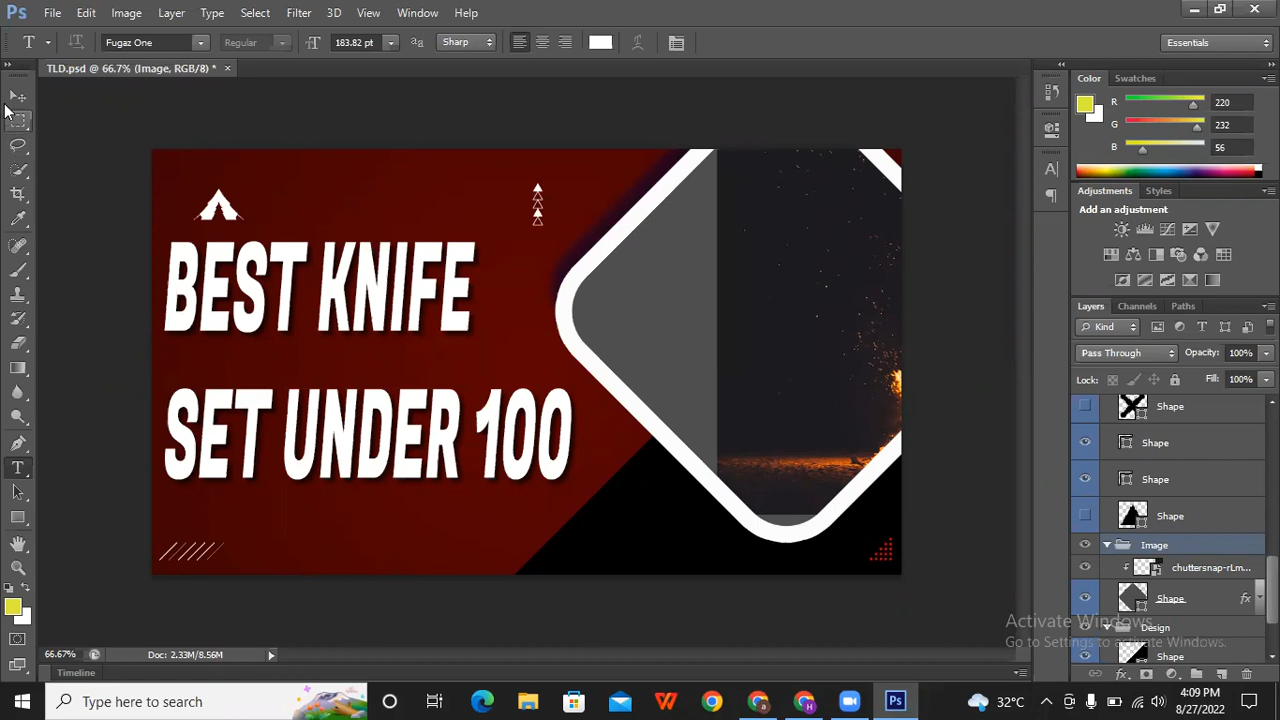 Ps File Edit Image Layer Type Select Filter 3D View Window Help
T Fugaz One Regular 183.82 pt Sharp Essentials
TLD.psd @ 66.7% (Image, RGB/8) * ×
Color Swatches
R 220
G 232
B 56
Adjustments Styles
Add an adjustment
Layers Channels Paths
Kind
Pass Through Opacity: 100%
Lock: Fill: 100%
Shape
Shape
Shape
Shape
Image
chuttersnap-rLm...
Shape fx
Design
Shape
BEST KNIFE
SET UNDER 100
Activate Windows
Go to Settings to activate Windows.
66.67% Doc: 2.33M/8.56M
Timeline
Type here to search
32°C
4:09 PM
8/27/2022